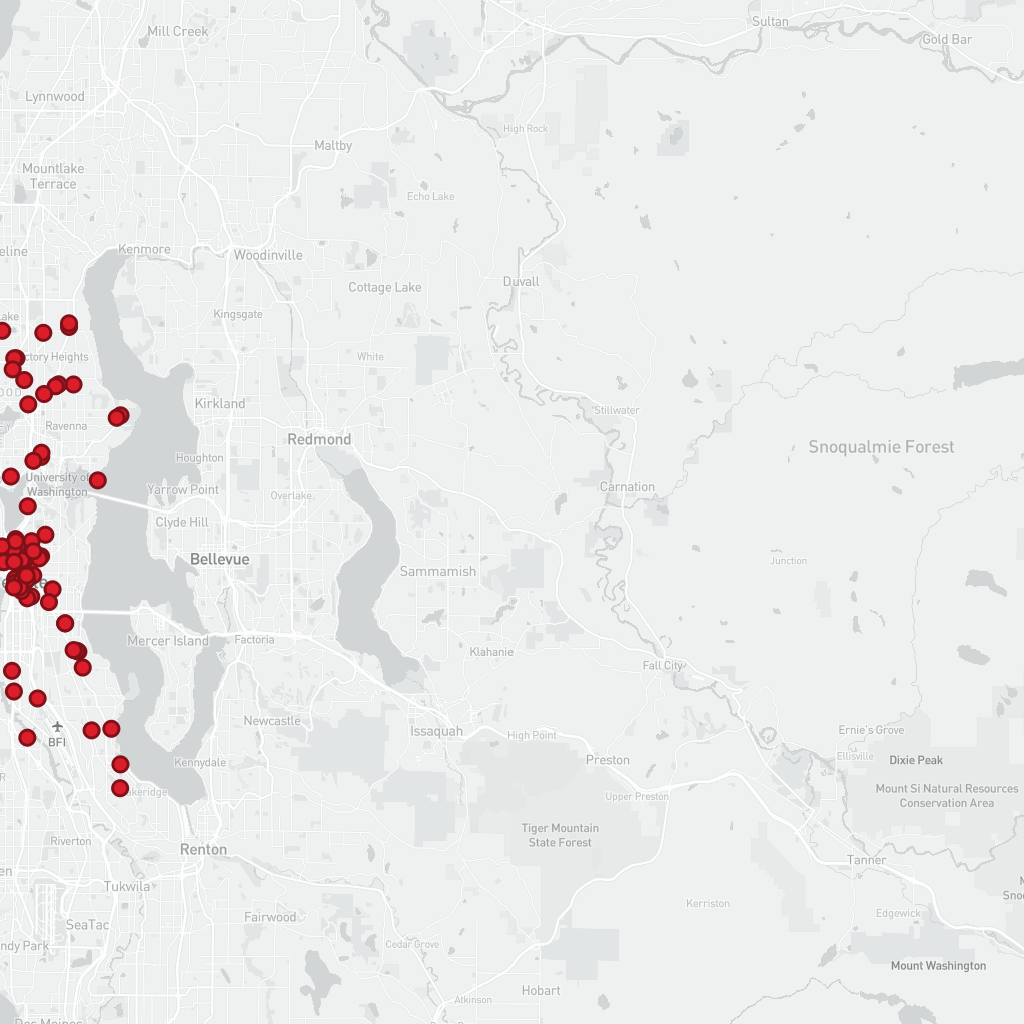 Mill Creek
Sultan
Gold Bar
Lynnwood
High Rock
Maltby
Mountlake
Terrace
Echo Lake
Kenmore
Woodinville
eline
Duvall
Cottage Lake
Kingsgate
ake
ctory Heights
White
OOD
Kirkland
Stillwater
Ravenna
Redmond
Snoqualmie Forest
Houghton
University of
Washington
Yarrow Point
Overlake
Carnation
Clyde Hill
Bellevue
Junction
Sammamish
Mercer Island
Factoria
Klahanie
Fall City
Newcastle
Issaquah
High Point
Ernie's Grove
BFI
Ellisville
Preston
Dixie Peak
Kennydale
Mount Si Natural Resources
Conservation Area
akeridge
Upper Preston
Tiger Mountain
State Forest
Riverton
Renton
Tanner
Tukwila
Kerriston
Edgewick
SeaTac
Fairwood
ndy Park
Cedar Grove
Mount Washington
Hobart
Atkinson
Des Moines